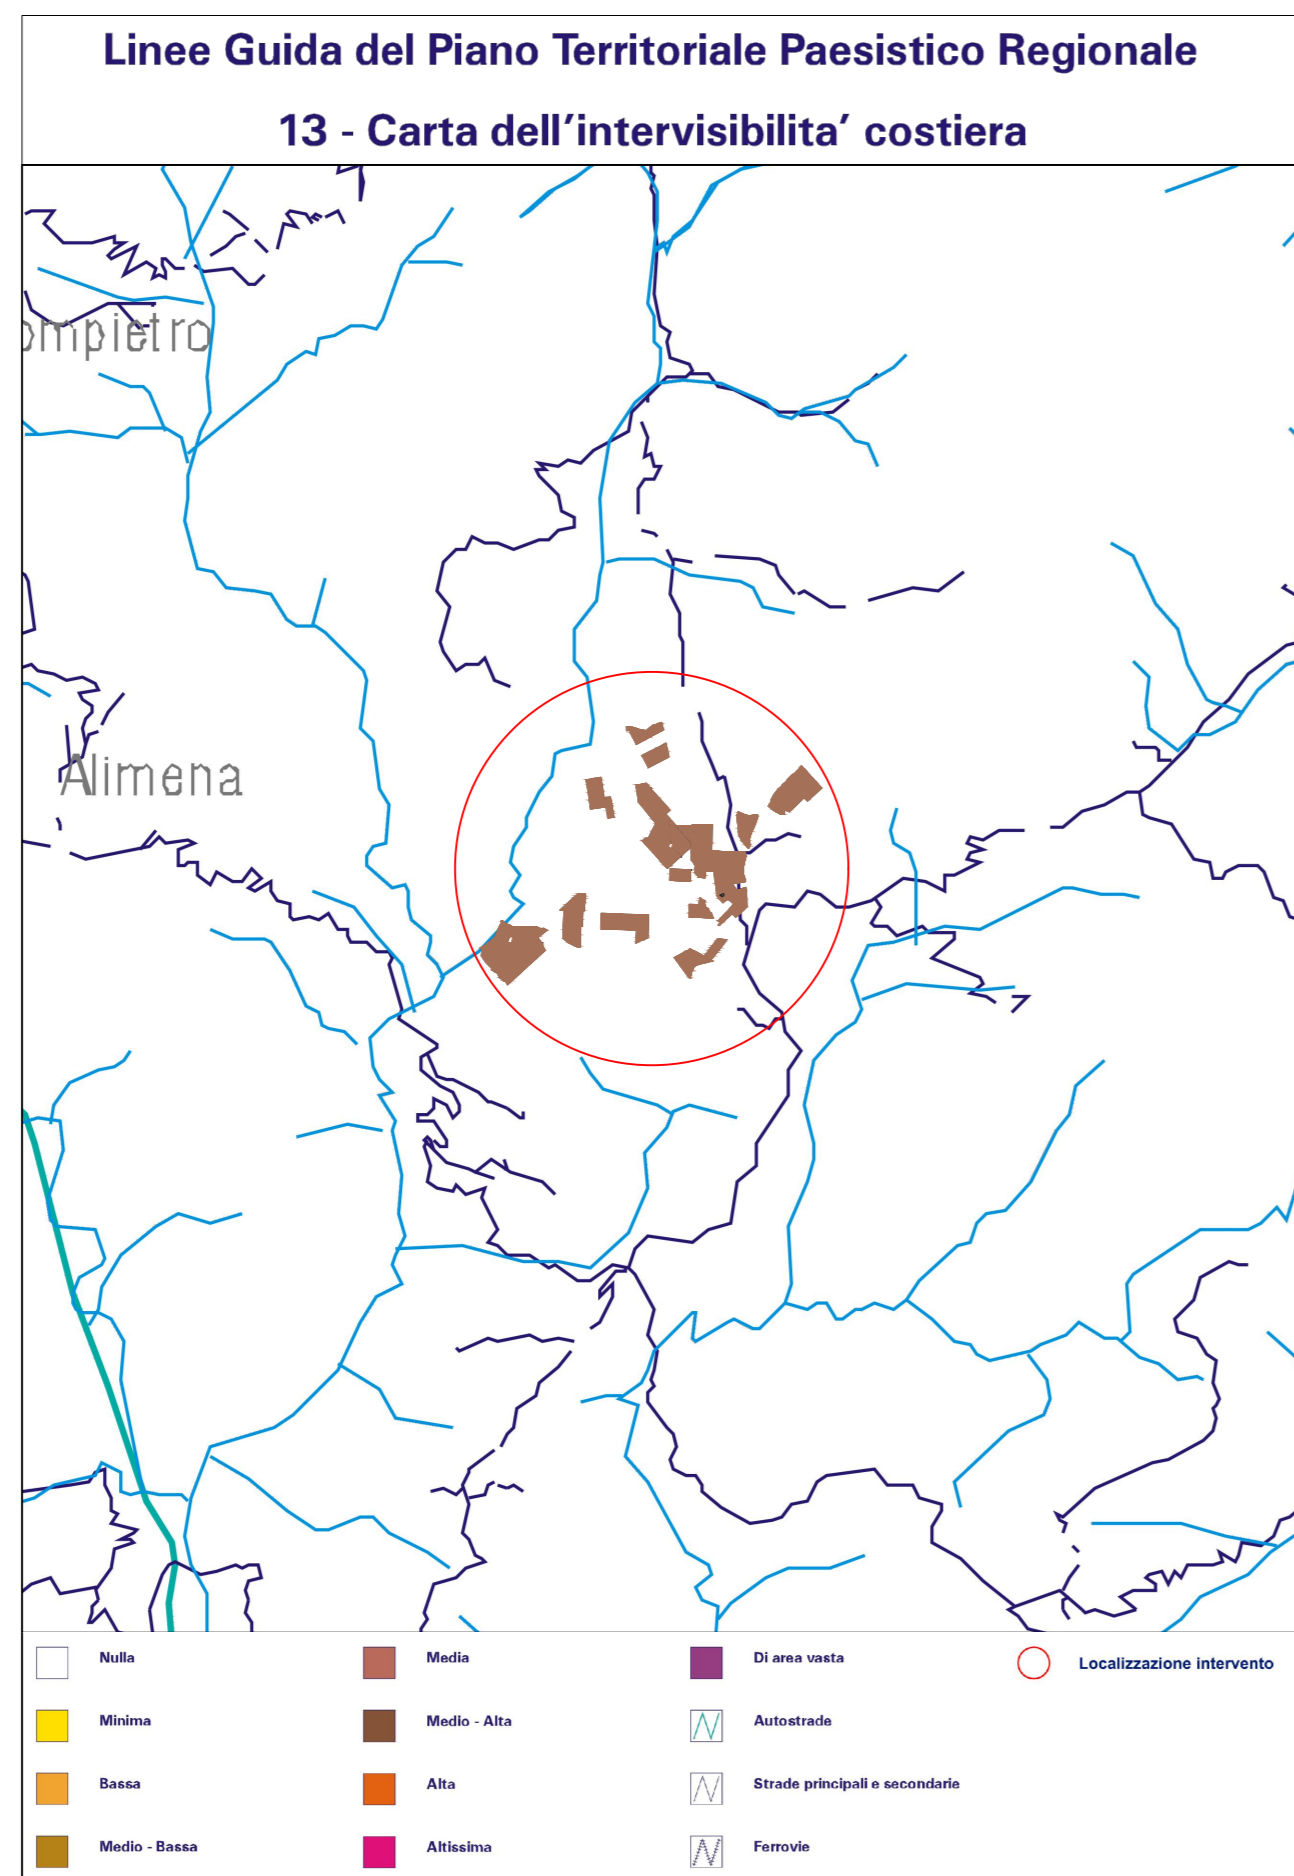 Linee Guida del Piano Territoriale Paesistico Regionale
13 - Carta dell'intervisibilita' costiera
ompietro
Alimena
Nulla
Media
Di area vasta
Localizzazione intervento
Minima
Medio - Alta
Autostrade
Bassa
Alta
Strade principali e secondarie
Medio - Bassa
Altissima
Ferrovie